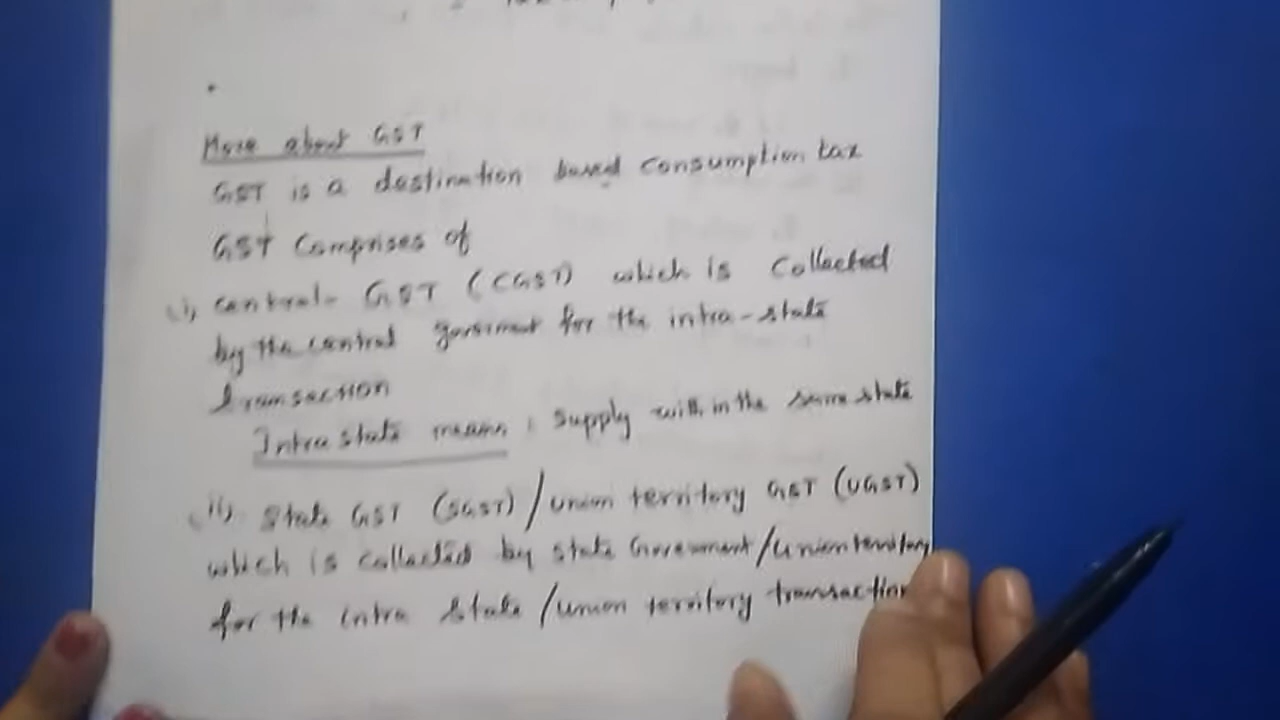 More about GST
GST is a destination based consumption tax
GST Comprises of
(i) central GST (CGST) which is Collected
by the central government for the intra-state
transaction
Intra state means : Supply with in the same state
(ii) State GST (SGST) / Union territory GST (UGST)
which is collected by state Government / Union territory
for the intra state / Union territory transaction